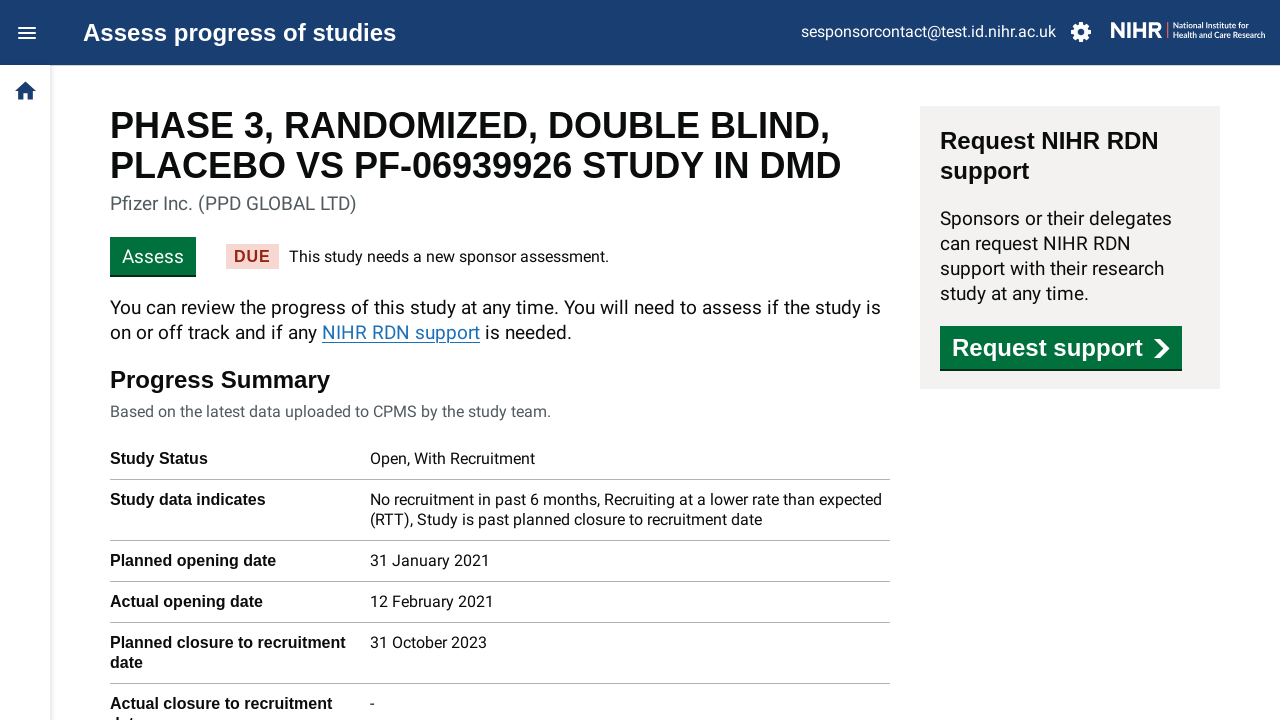 Assess progress of studies
sesponsorcontact@test.id.nihr.ac.uk
NIHR | National Institute for
Health and Care Research
PHASE 3, RANDOMIZED, DOUBLE BLIND,
PLACEBO VS PF-06939926 STUDY IN DMD
Pfizer Inc. (PPD GLOBAL LTD)
Assess
DUE
This study needs a new sponsor assessment.
You can review the progress of this study at any time. You will need to assess if the study is
on or off track and if any NIHR RDN support is needed.
Progress Summary
Based on the latest data uploaded to CPMS by the study team.
Study Status
Open, With Recruitment
Study data indicates
No recruitment in past 6 months, Recruiting at a lower rate than expected
(RTT), Study is past planned closure to recruitment date
Planned opening date
31 January 2021
Actual opening date
12 February 2021
Planned closure to recruitment
date
31 October 2023
Actual closure to recruitment
-
Request NIHR RDN
support
Sponsors or their delegates
can request NIHR RDN
support with their research
study at any time.
Request support